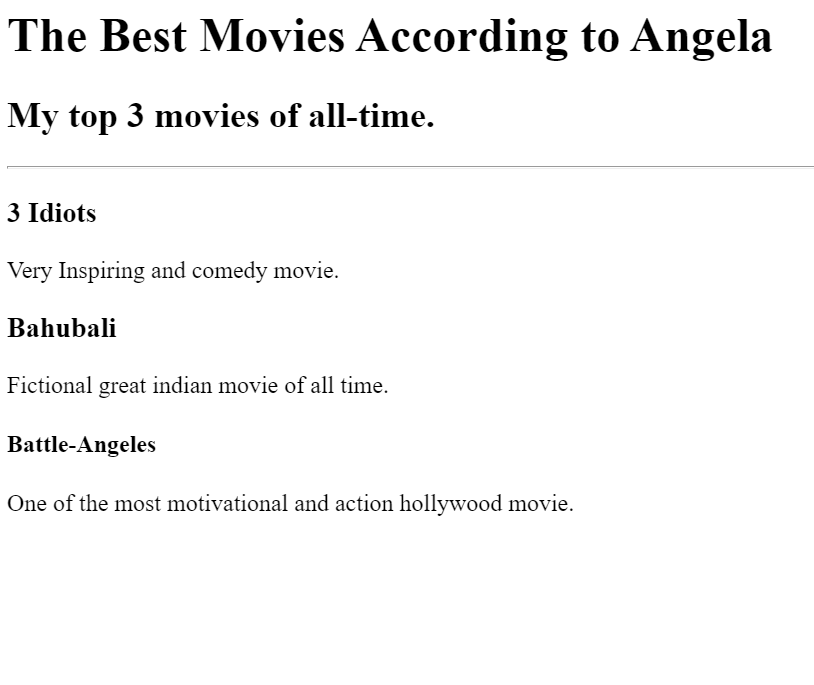 The Best Movies According to Angela
My top 3 movies of all-time.
3 Idiots
Very Inspiring and comedy movie.
Bahubali
Fictional great indian movie of all time.
Battle-Angeles
One of the most motivational and action hollywood movie.